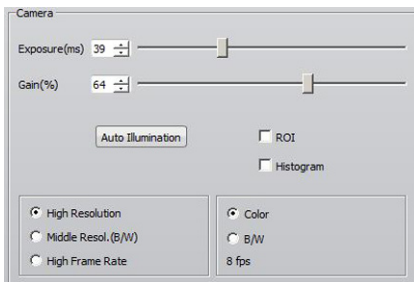 Camera
Exposure(ms) 39
Gain(%) 64
Auto Illumination
ROI
Histogram
High Resolution
Color
Middle Resol.(B/W)
B/W
High Frame Rate
8 fps